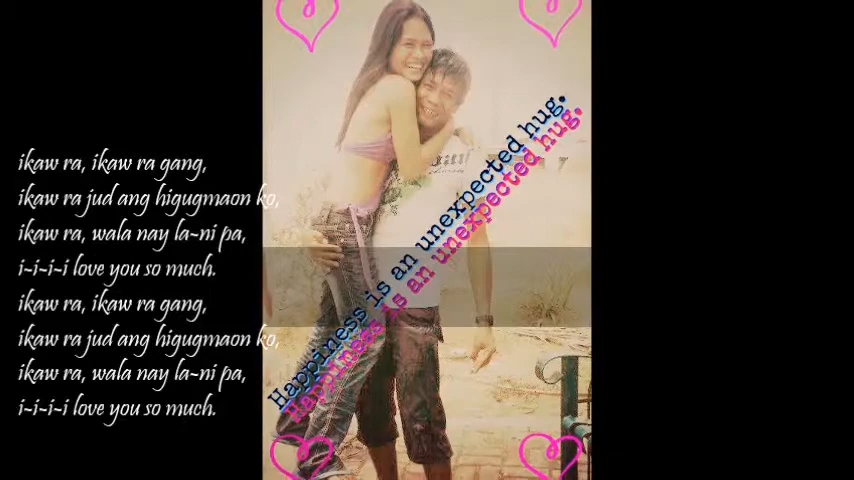 ikaw ra, ikaw ra gang,
ikaw ra jud ang higugmaon ko,
ikaw ra, wala nay la-ni pa,
i-i-i-i love you so much.
ikaw ra, ikaw ra gang,
ikaw ra jud ang higugmaon ko,
ikaw ra, wala nay la-ni pa,
i-i-i-i love you so much.
Happiness is an unexpected hug.
Happiness is an unexpected hug.